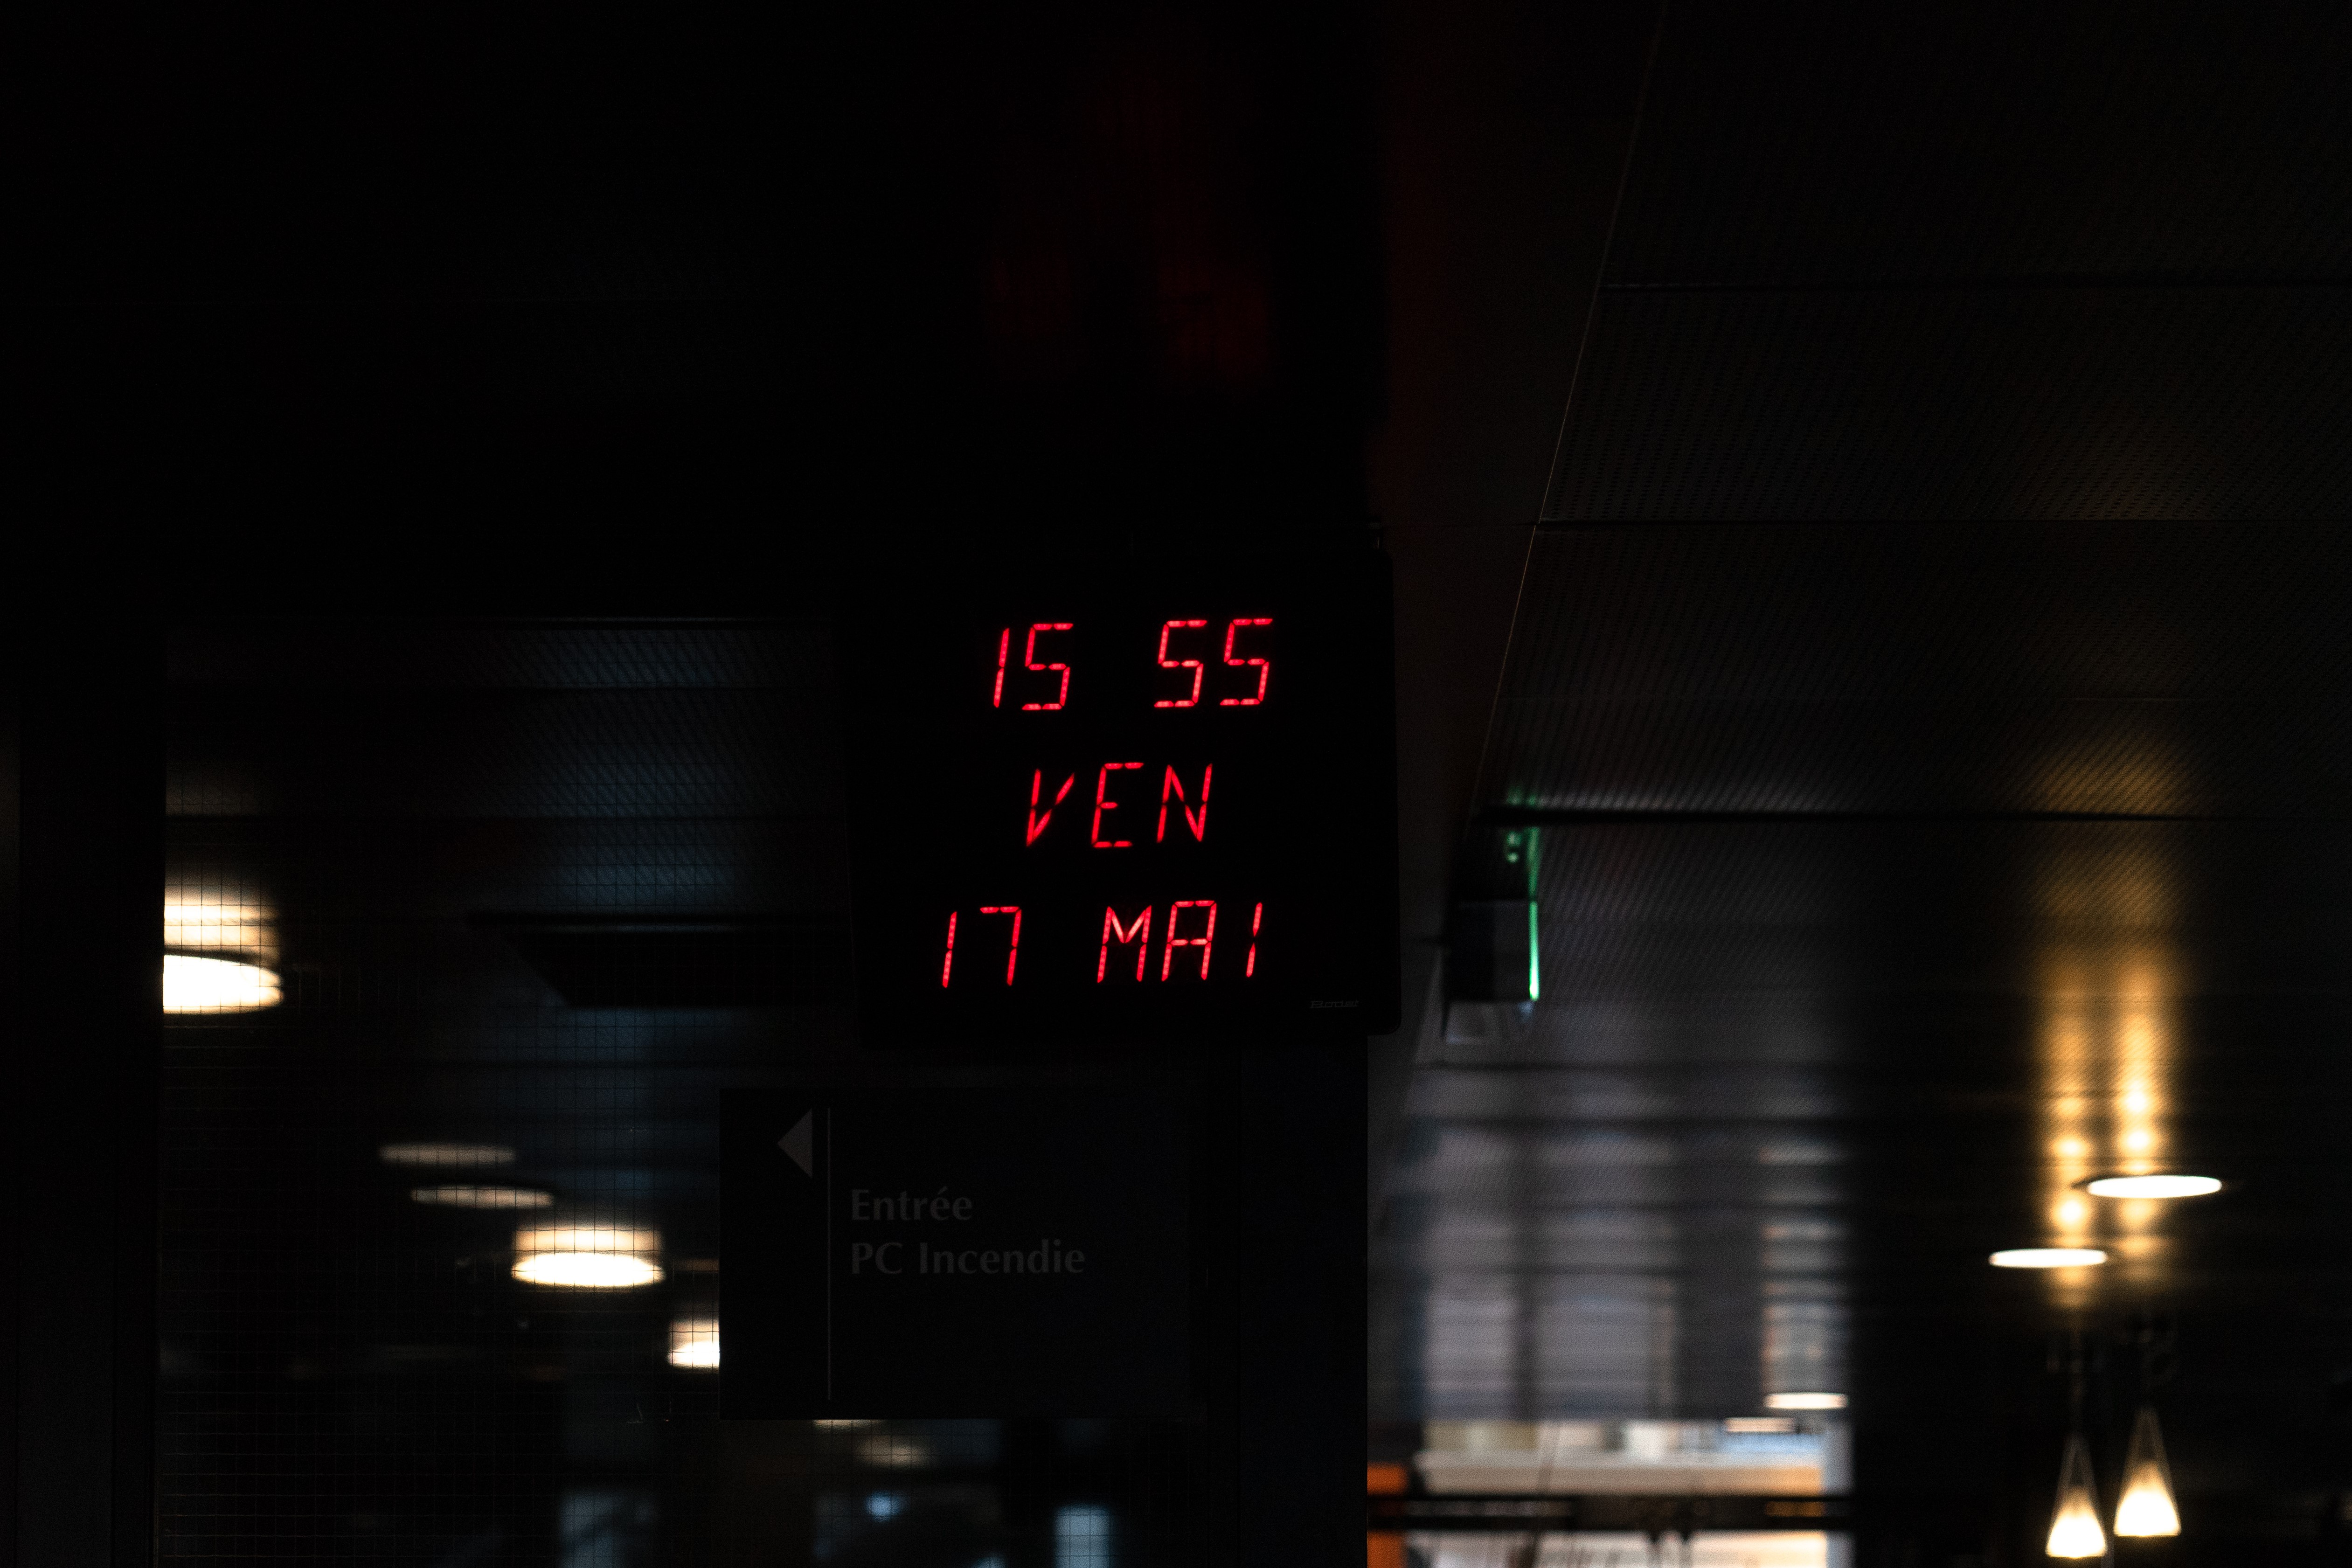 15 55
VEN
17 MAI
Entrée
PC Incendie